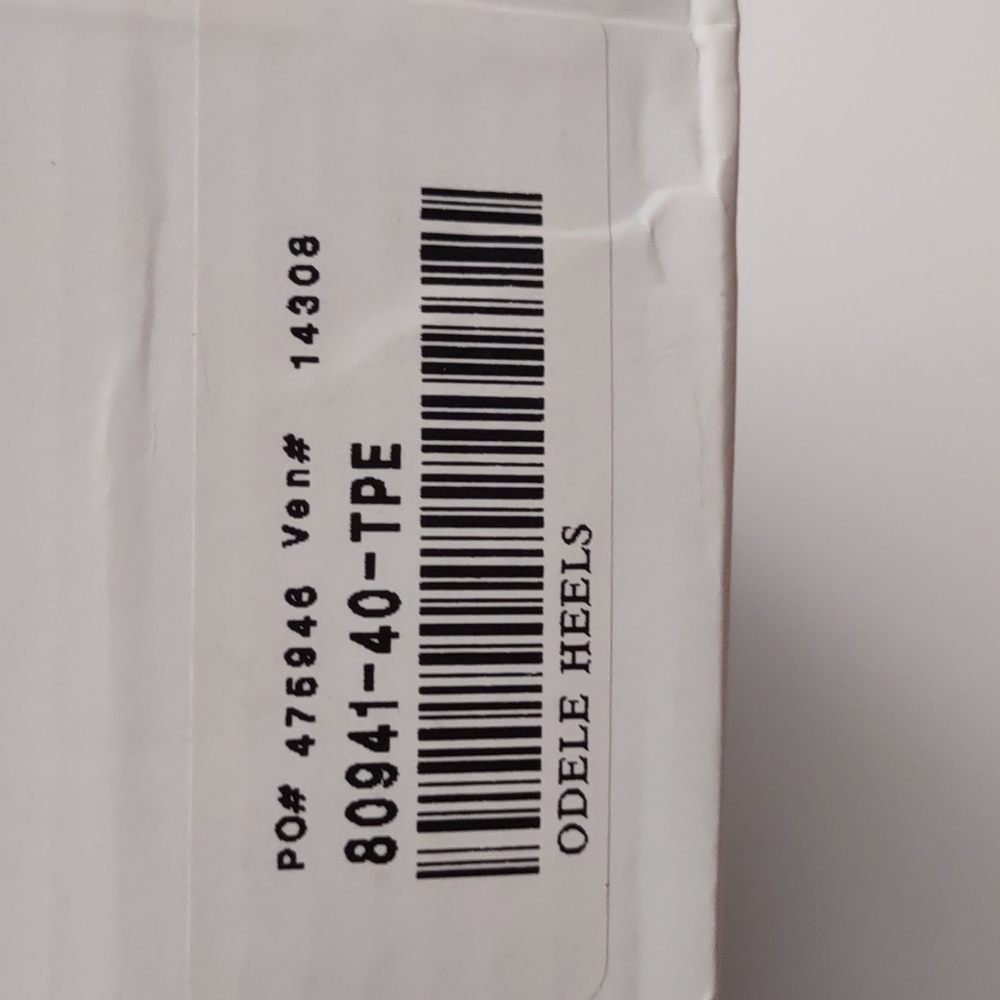 PO# 475946 Ven# 14308
80941-40-TPE
ODELE HEELS